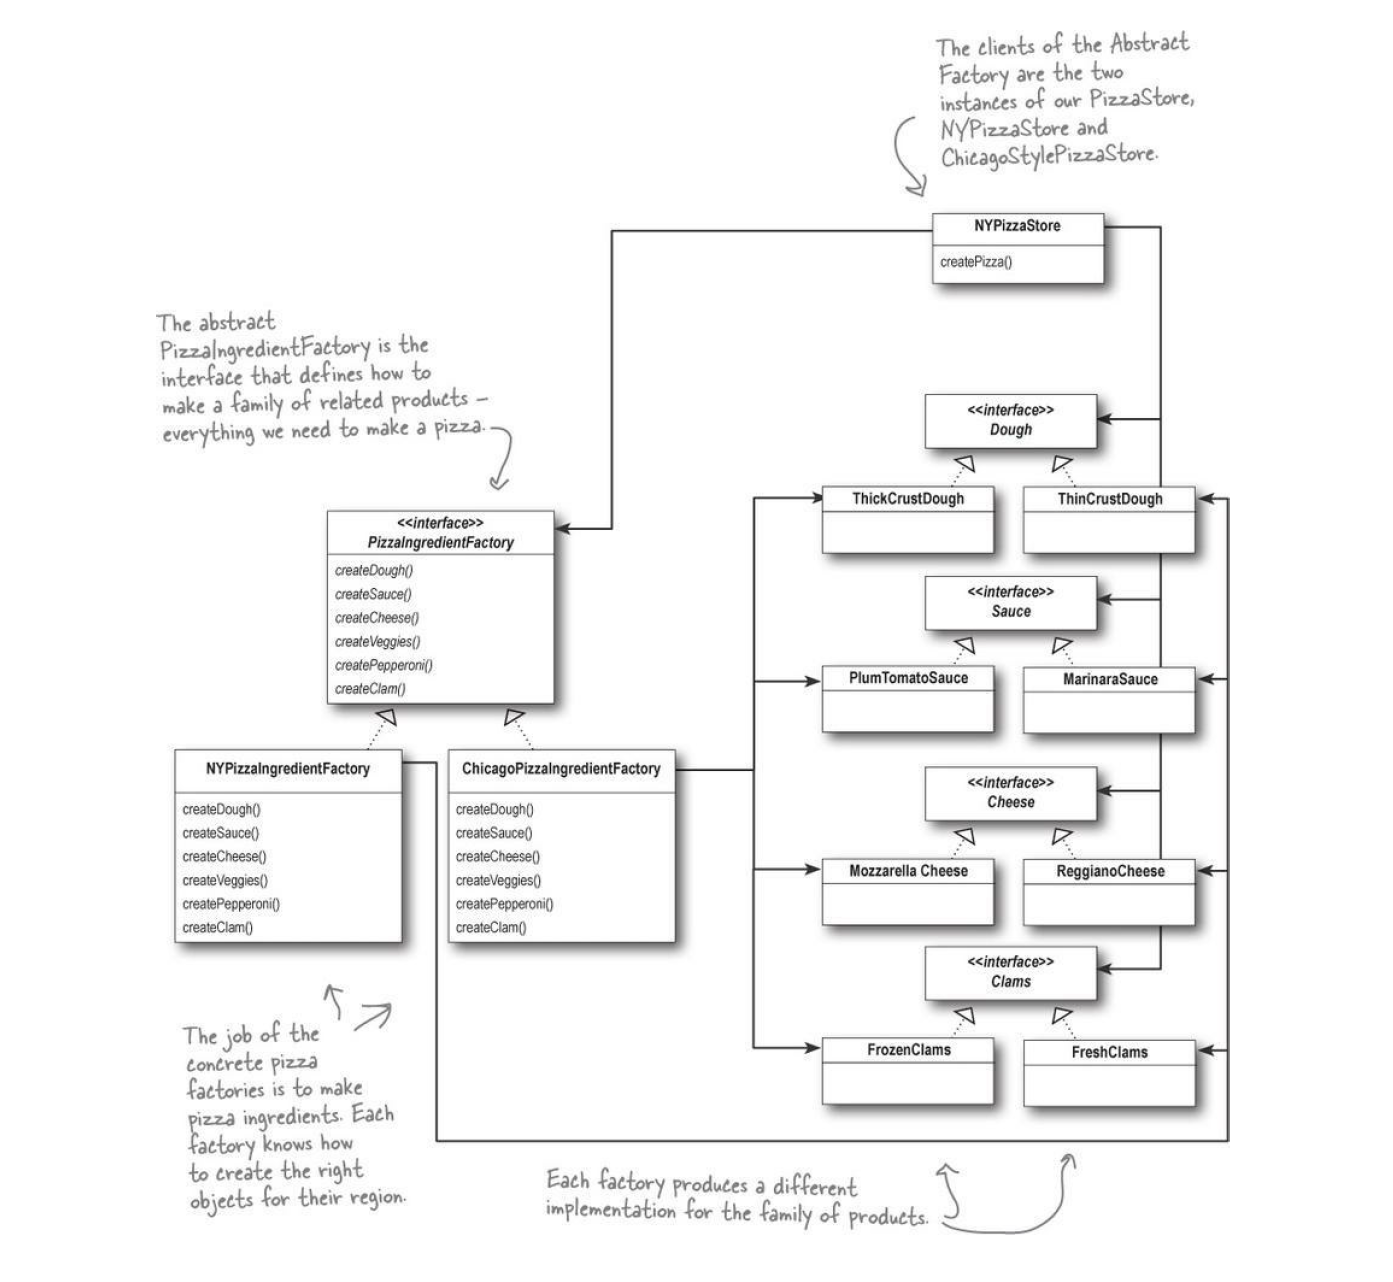 The clients of the Abstract
Factory are the two
instances of our PizzaStore,
NYPizzaStore and
ChicagoStylePizzaStore.
NYPizzaStore
createPizza()
The abstract
PizzaIngredientFactory is the
interface that defines how to
make a family of related products –
everything we need to make a pizza.
<<interface>>
Dough
ThickCrustDough
ThinCrustDough
<<interface>>
PizzaIngredientFactory
createDough()
createSauce()
createCheese()
createVeggies()
createPepperoni()
createClam()
<<interface>>
Sauce
PlumTomatoSauce
MarinaraSauce
NYPizzaIngredientFactory
createDough()
createSauce()
createCheese()
createVeggies()
createPepperoni()
createClam()
ChicagoPizzaIngredientFactory
createDough()
createSauce()
createCheese()
createVeggies()
createPepperoni()
createClam()
<<interface>>
Cheese
Mozzarella Cheese
ReggianoCheese
<<interface>>
Clams
FrozenClams
FreshClams
The job of the
concrete pizza
factories is to make
pizza ingredients. Each
factory knows how
to create the right
objects for their region.
Each factory produces a different
implementation for the family of products.